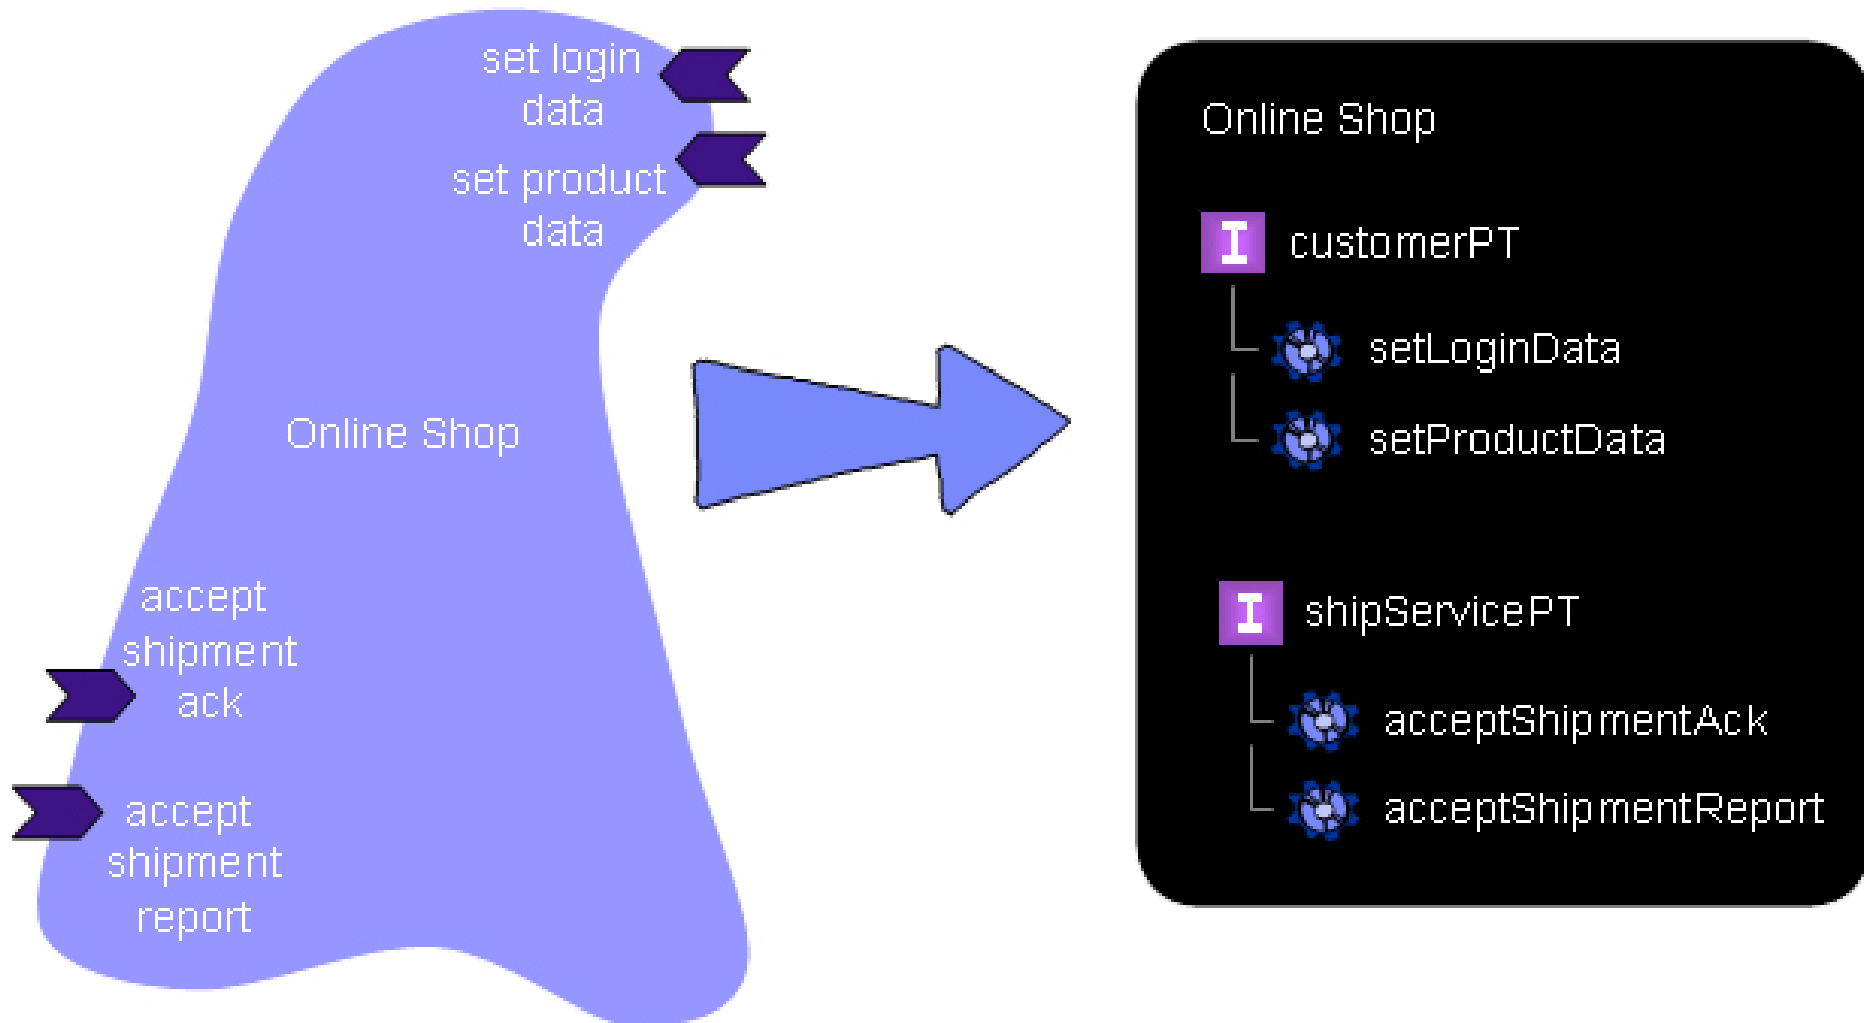 set login
data
set product
data
Online Shop
accept
shipment
ack
accept
shipment
report
Online Shop
I customerPT
setLoginData
setProductData
I shipServicePT
acceptShipmentAck
acceptShipmentReport